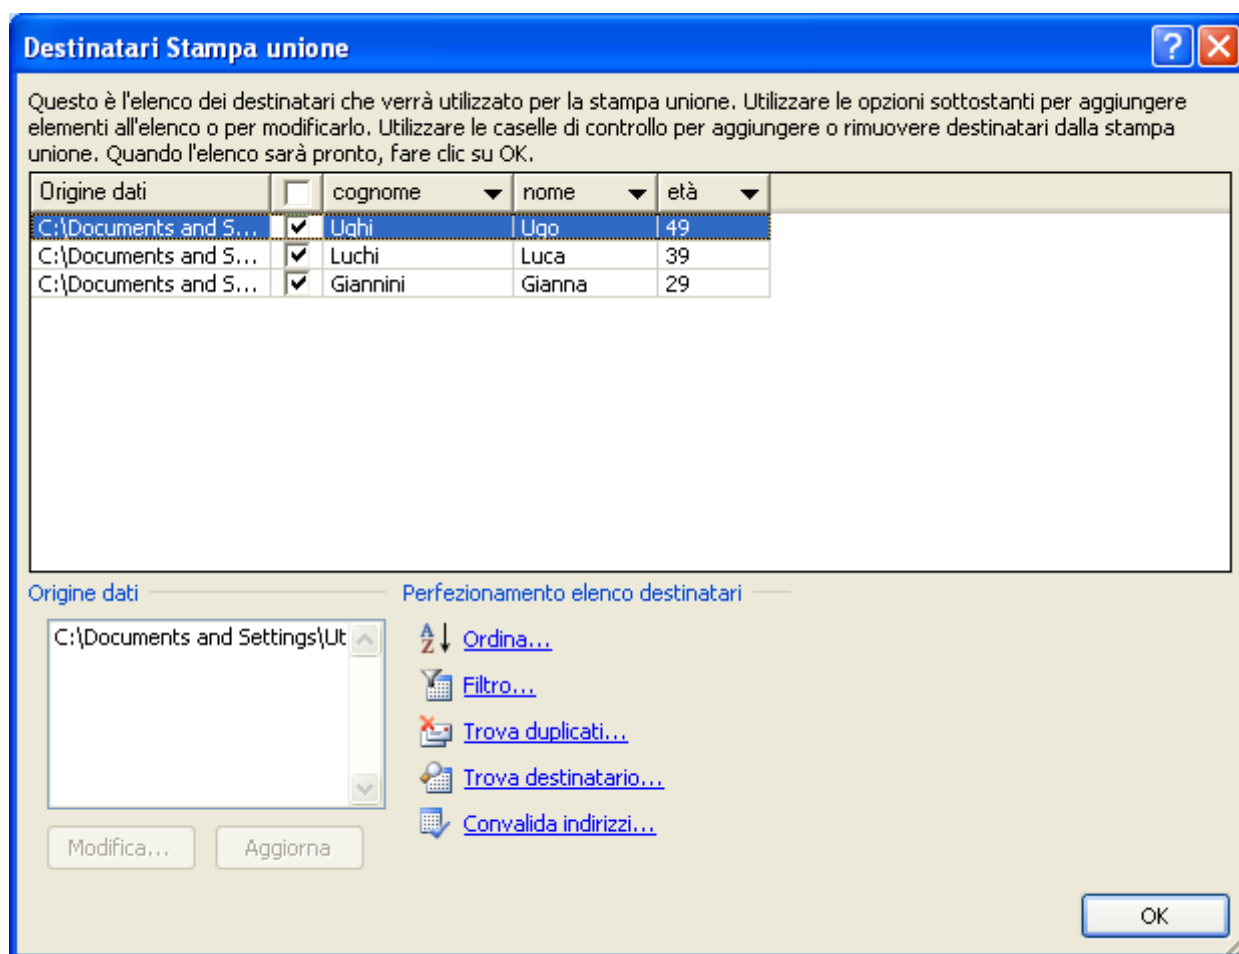 Destinatari Stampa unione
Questo è l'elenco dei destinatari che verrà utilizzato per la stampa unione. Utilizzare le opzioni sottostanti per aggiungere
elementi all'elenco o per modificarlo. Utilizzare le caselle di controllo per aggiungere o rimuovere destinatari dalla stampa
unione. Quando l'elenco sarà pronto, fare clic su OK.
Origine dati cognome nome età
C:\Documents and S... Ughi Ugo 49
C:\Documents and S... Luchi Luca 39
C:\Documents and S... Giannini Gianna 29
Origine dati Perfezionamento elenco destinatari
C:\Documents and Settings\Ut
Ordina...
Filtro...
Trova duplicati...
Trova destinatario...
Convalida indirizzi...
Modifica... Aggiorna
OK